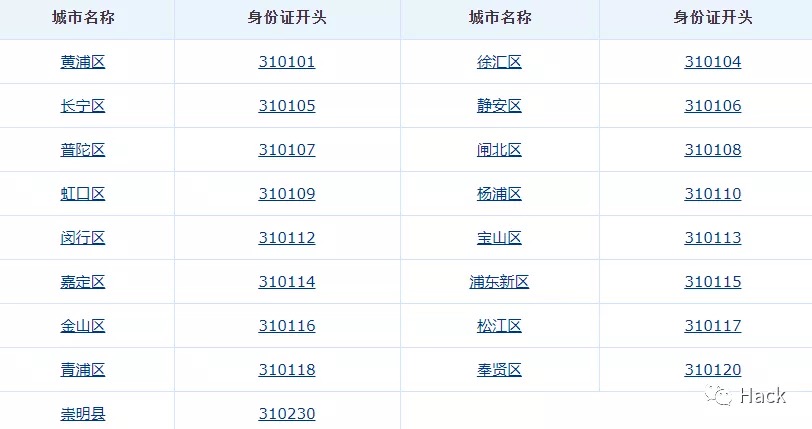 城市名称 身份证开头 城市名称 身份证开头
黄浦区 310101 徐汇区 310104
长宁区 310105 静安区 310106
普陀区 310107 闸北区 310108
虹口区 310109 杨浦区 310110
闵行区 310112 宝山区 310113
嘉定区 310114 浦东新区 310115
金山区 310116 松江区 310117
青浦区 310118 奉贤区 310120
崇明县 310230
Hack